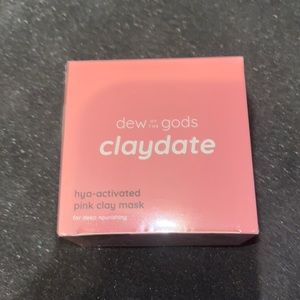 dew OF THE gods
claydate
hya-activated
pink clay mask
for deep nourishing